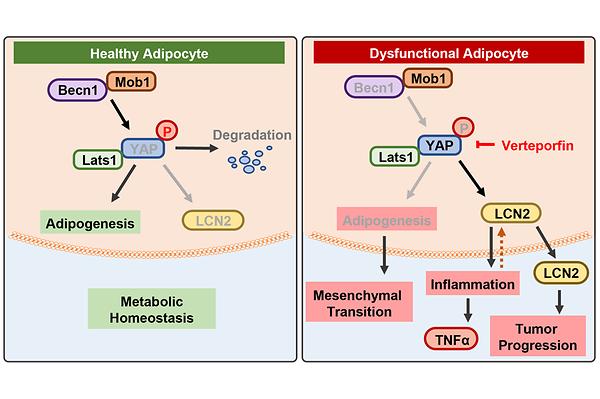 Healthy Adipocyte
Becn1
Mob1
P
YAP
Lats1
Degradation
Adipogenesis
LCN2
Metabolic
Homeostasis
Dysfunctional Adipocyte
Becn1
Mob1
P
YAP
Lats1
Verteporfin
Adipogenesis
LCN2
Mesenchymal
Transition
Inflammation
LCN2
TNFα
Tumor
Progression